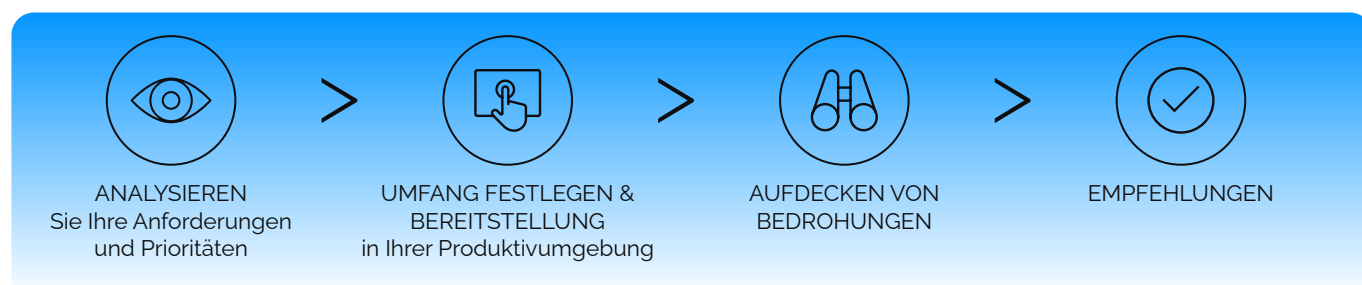 ANALYSIEREN
Sie Ihre Anforderungen
und Prioritäten
UMFANG FESTLEGEN &
BEREITSTELLUNG
in Ihrer Produktivumgebung
AUFDECKEN VON
BEDROHUNGEN
EMPFEHLUNGEN